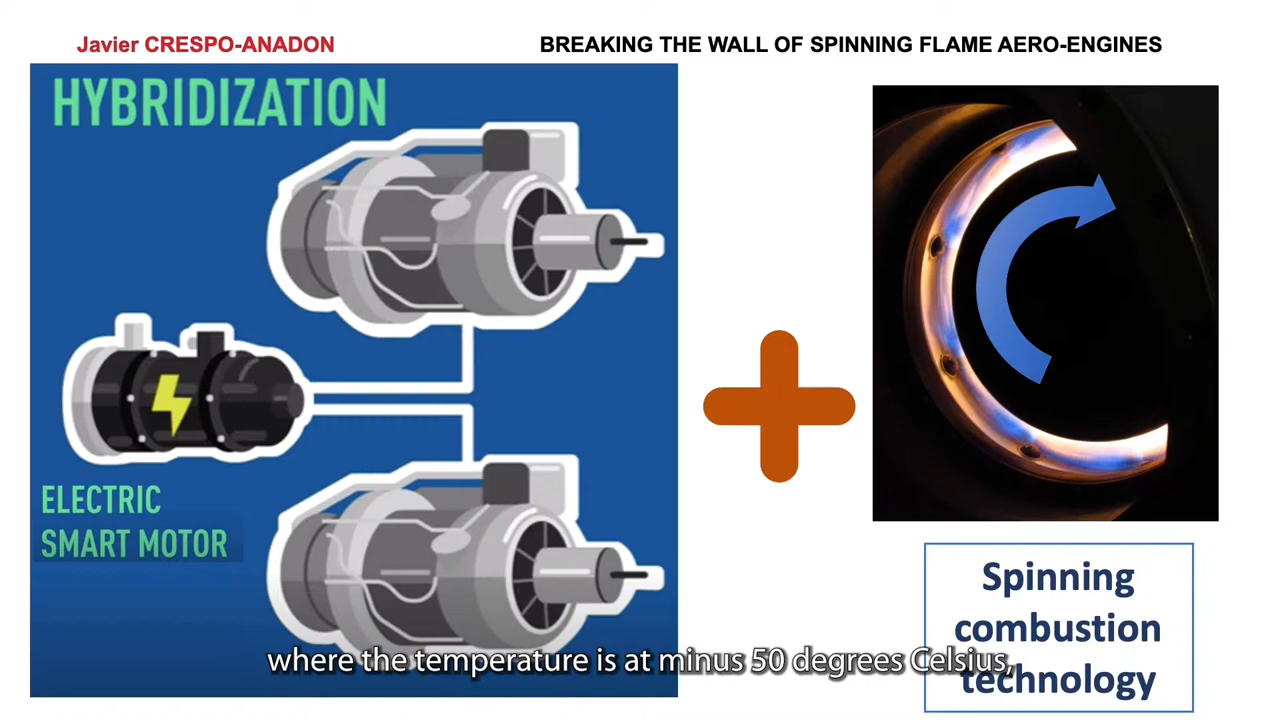 Javier CRESPO-ANADON
BREAKING THE WALL OF SPINNING FLAME AERO-ENGINES
HYBRIDIZATION
ELECTRIC
SMART MOTOR
Spinning
combustion
technology
where the temperature is at minus 50 degrees Celsius,